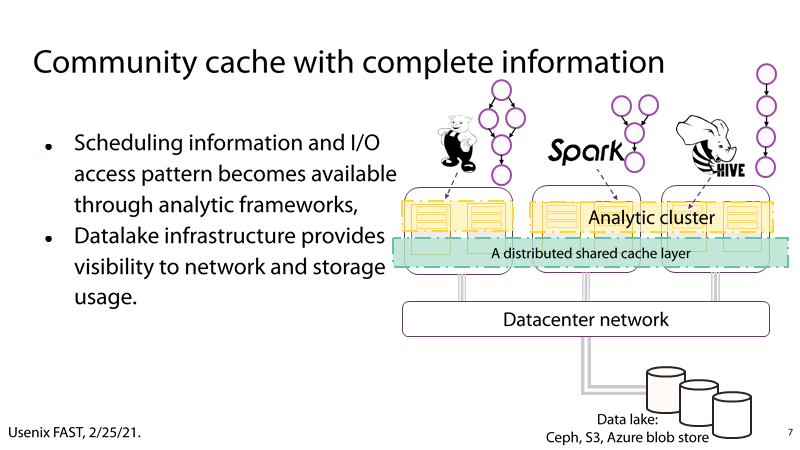 Community cache with complete information
Scheduling information and I/O
access pattern becomes available
through analytic frameworks,
Datalake infrastructure provides
visibility to network and storage
usage.
Spark
HIVE
Analytic cluster
A distributed shared cache layer
Datacenter network
Data lake:
Ceph, S3, Azure blob store
Usenix FAST, 2/25/21.
7